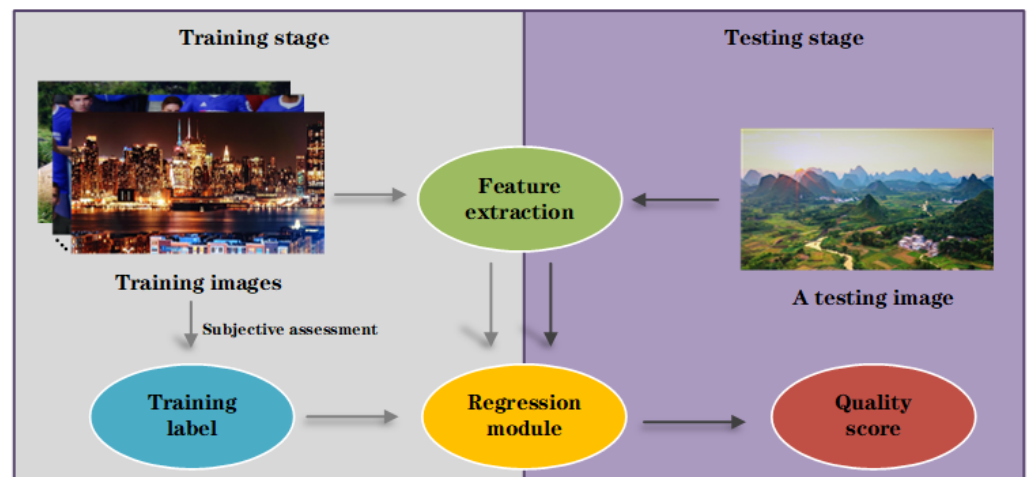 Training stage
Testing stage
Feature
extraction
Training images
A testing image
Subjective assessment
Training
label
Regression
module
Quality
score